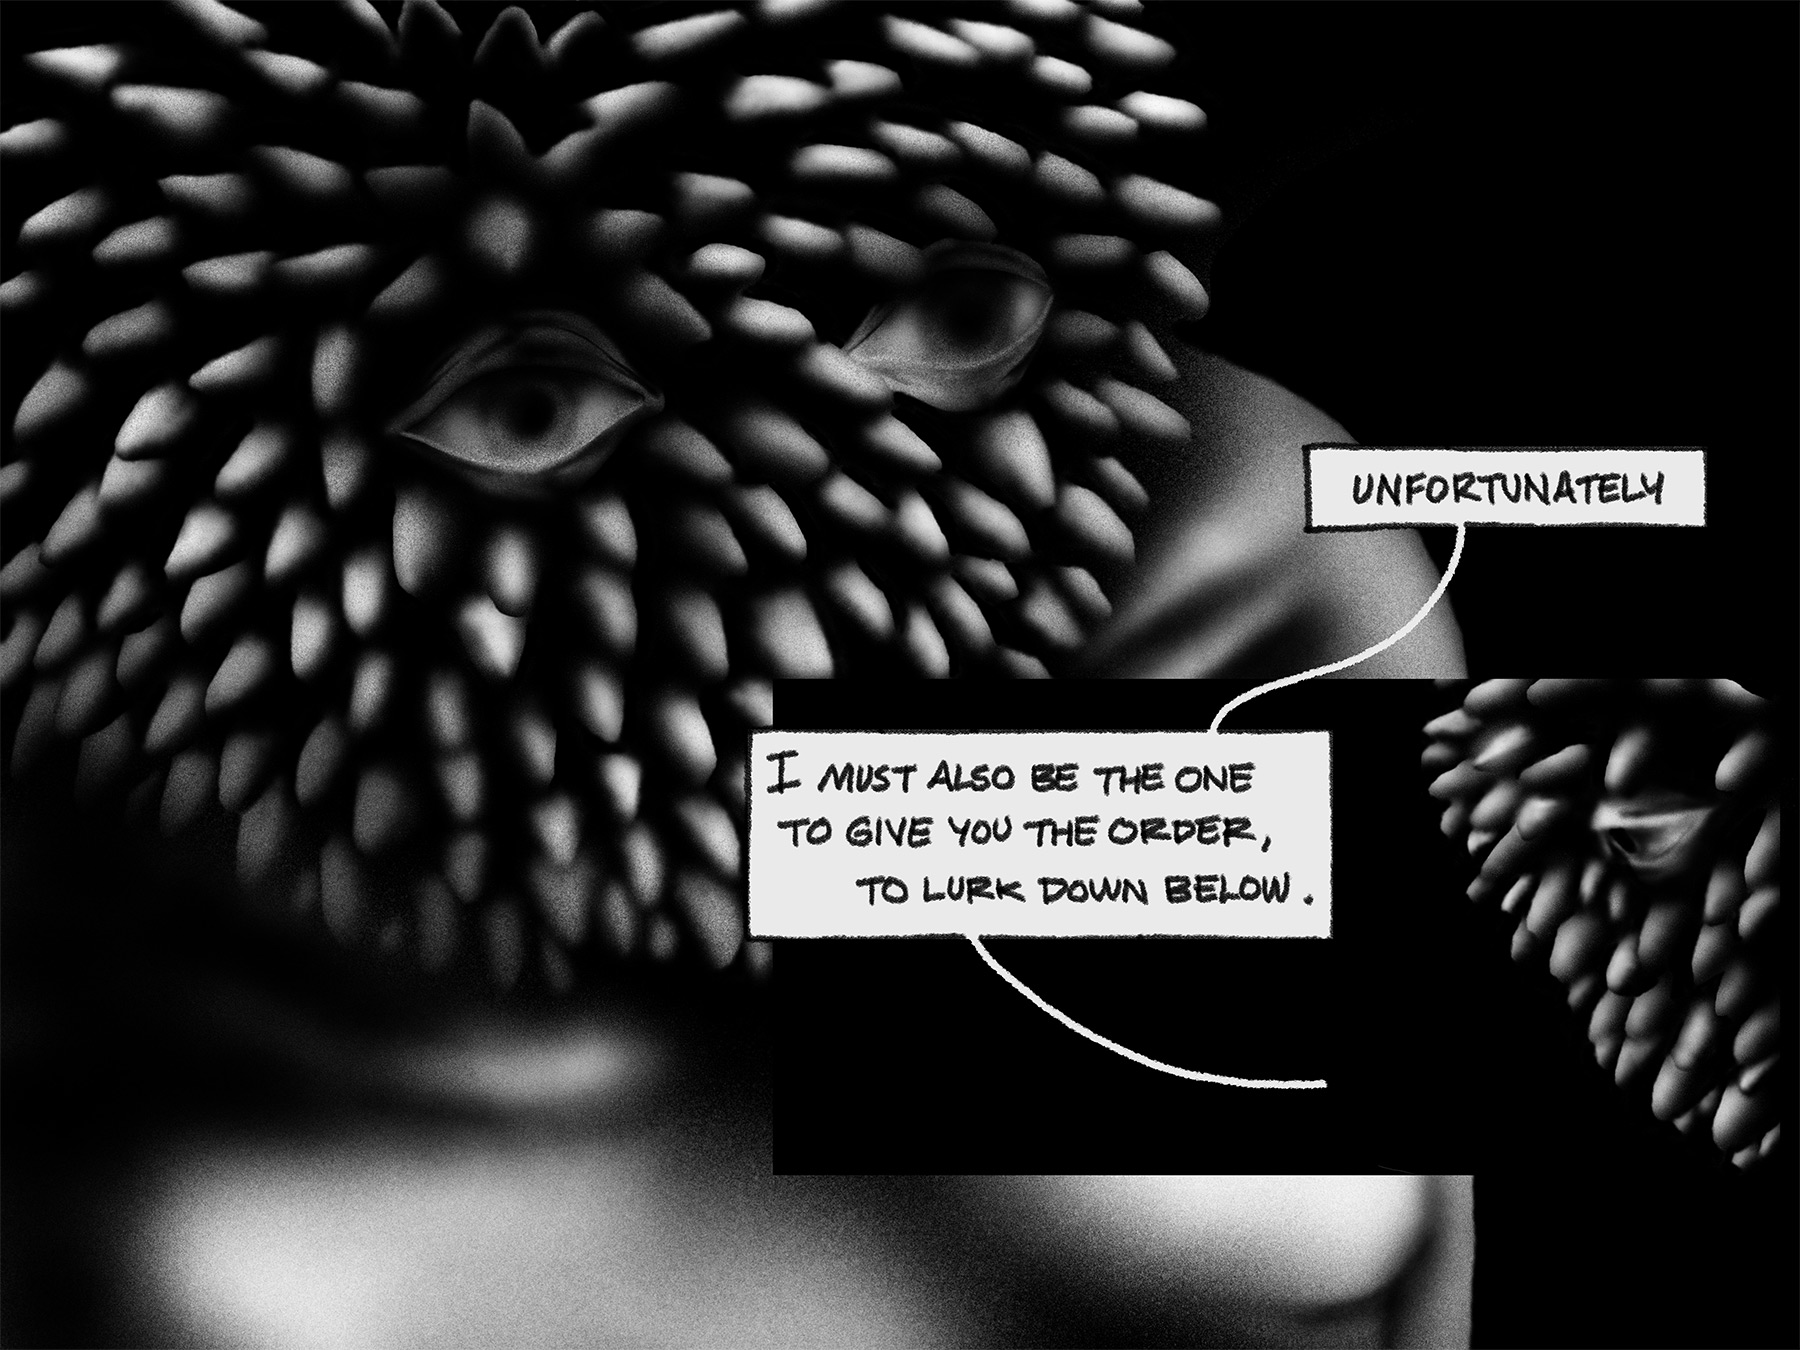 UNFORTUNATELY
I MUST ALSO BE THE ONE
TO GIVE YOU THE ORDER,
TO LURK DOWN BELOW.